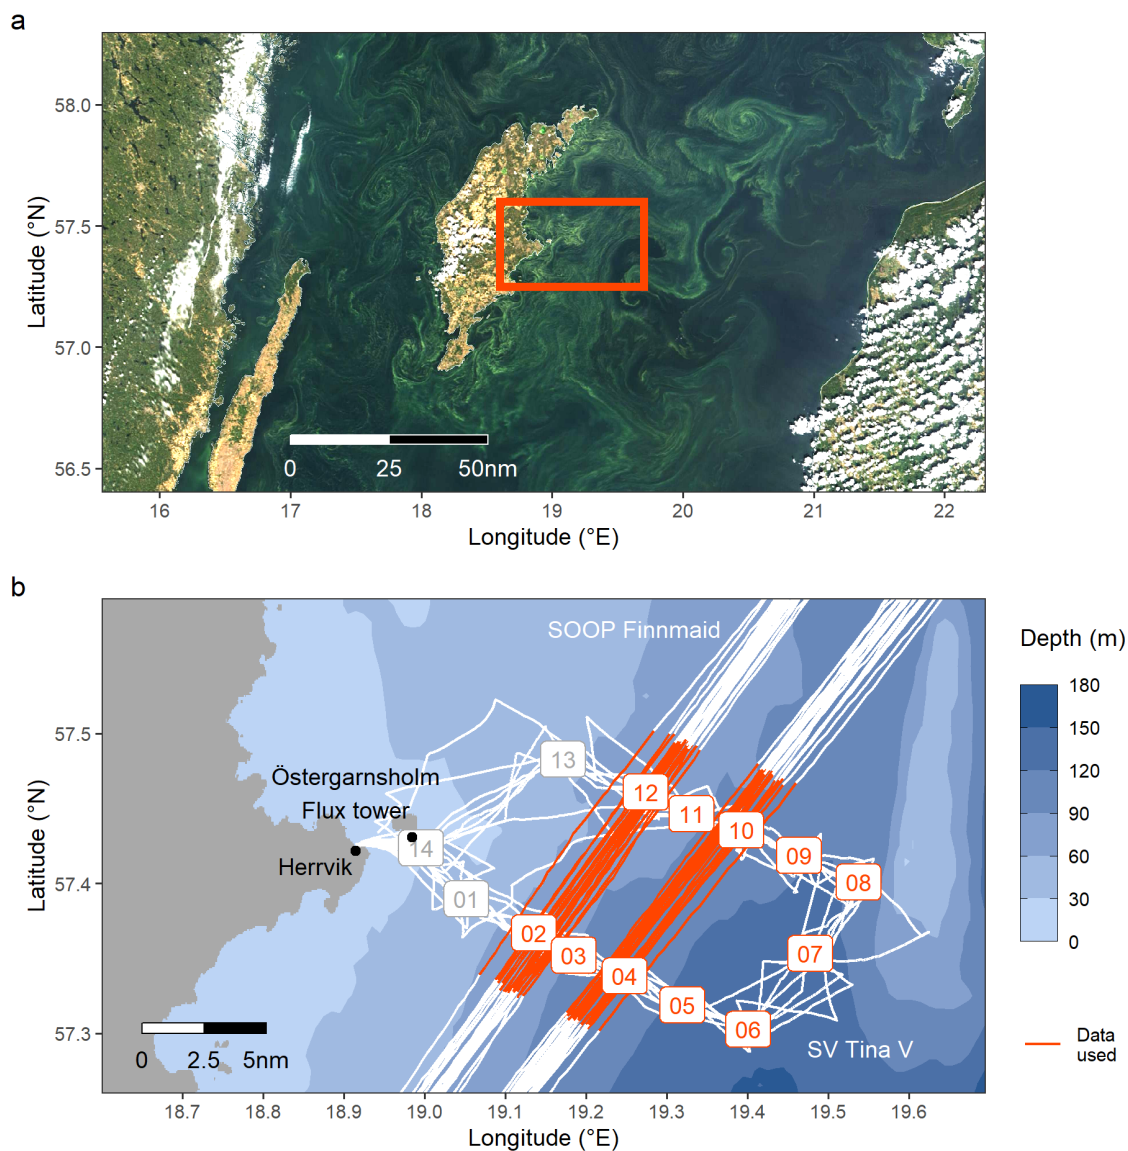 a
58.0
57.5
57.0
56.5
Latitude (°N)
0 25 50nm
16 17 18 19 20 21 22
Longitude (°E)
b
SOOP Finnmaid
57.5
57.4
57.3
Latitude (°N)
Östergarnsholm
Flux tower
Herrvik
13
12
11
10
14
09
08
01
02
03
07
04
05
06
SV Tina V
0 2.5 5nm
18.7 18.8 18.9 19.0 19.1 19.2 19.3 19.4 19.5 19.6
Longitude (°E)
Depth (m)
180
150
120
90
60
30
0
Data
used